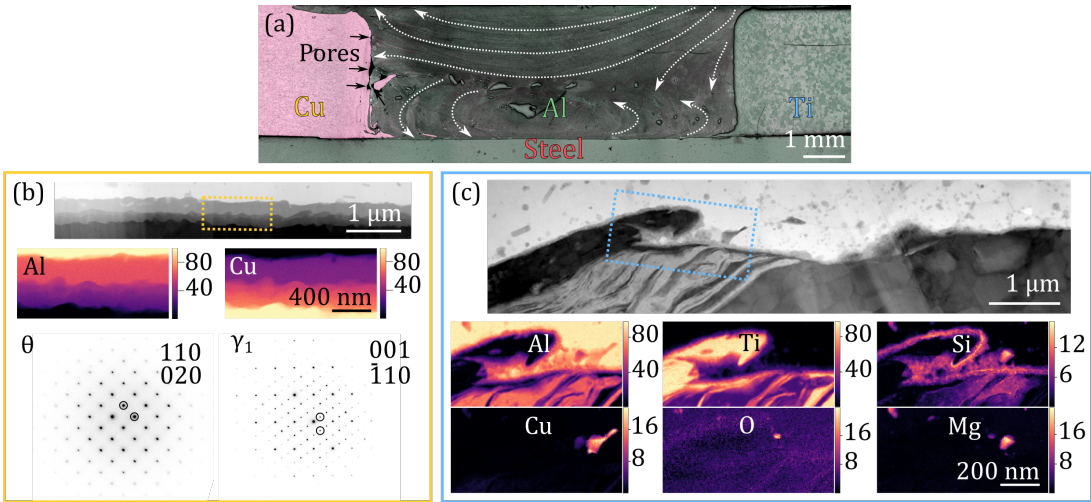 (a)
Pores
Cu
Al
Ti
Steel
1 mm
(b)
1 µm
Al
80
40
Cu
80
40
400 nm
θ
110
020
γ₁
001
1̅10
(c)
1 µm
Al
80
40
Ti
80
40
Si
12
6
Cu
16
8
O
16
8
Mg
16
8
200 nm